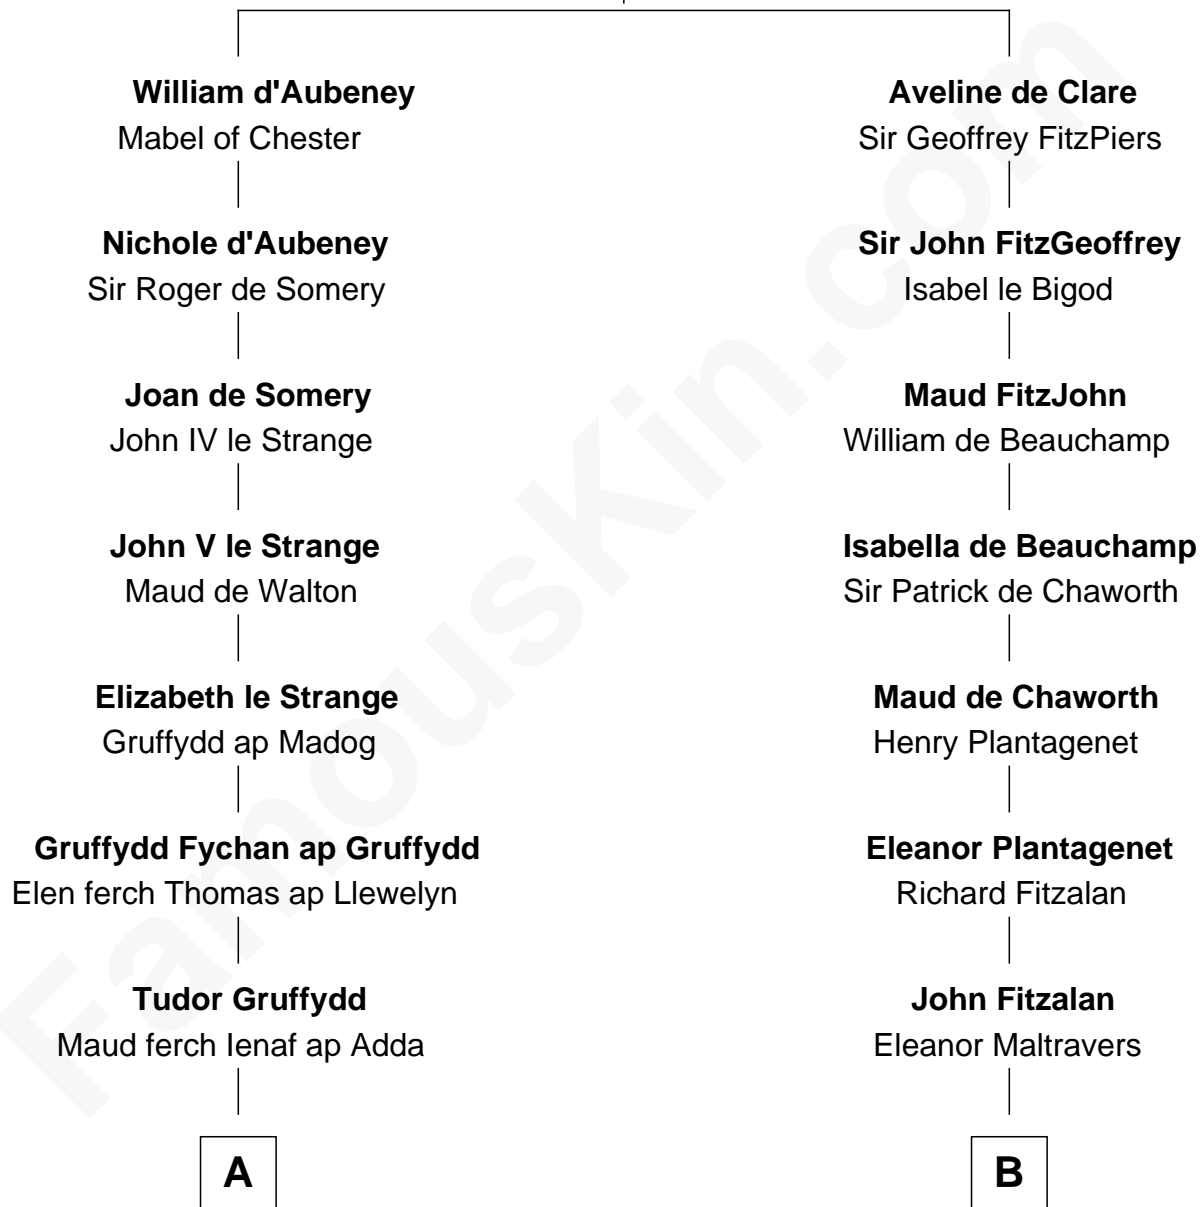 William d'Aubeney
Mabel of Chester
Nichole d'Aubeney
Sir Roger de Somery
Joan de Somery
John IV le Strange
John V le Strange
Maud de Walton
Elizabeth le Strange
Gruffydd ap Madog
Gruffydd Fychan ap Gruffydd
Elen ferch Thomas ap Llewelyn
Tudor Gruffydd
Maud ferch Ienaf ap Adda
A
Aveline de Clare
Sir Geoffrey FitzPiers
Sir John FitzGeoffrey
Isabel le Bigod
Maud FitzJohn
William de Beauchamp
Isabella de Beauchamp
Sir Patrick de Chaworth
Maud de Chaworth
Henry Plantagenet
Eleanor Plantagenet
Richard Fitzalan
John Fitzalan
Eleanor Maltravers
B
FamousKin.com